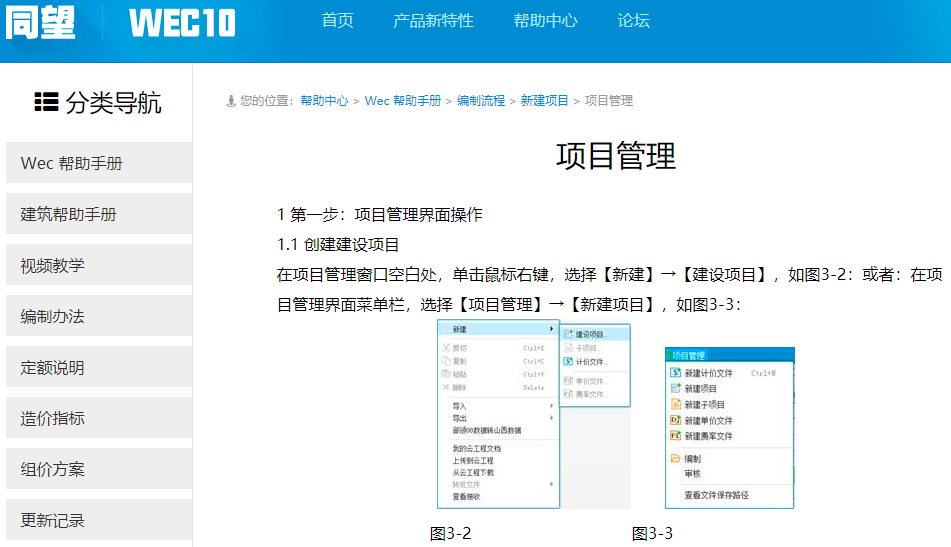 同望 WEC10 首页 产品新特性 帮助中心 论坛
分类导航
Wec 帮助手册
建筑帮助手册
视频教学
编制办法
定额说明
造价指标
组价方案
更新记录
您的位置：帮助中心 > Wec 帮助手册 > 编制流程 > 新建项目 > 项目管理
项目管理
1 第一步：项目管理界面操作
1.1 创建建设项目
在项目管理窗口空白处，单击鼠标右键，选择【新建】→【建设项目】，如图3-2：或者：在项
目管理界面菜单栏，选择【项目管理】→【新建项目】，如图3-3：
新建
剪切 Ctrl+X
复制 Ctrl+C
粘贴 Ctrl+V
删除 Delete
导入
导出
部颁08数据转山西数据
我的云工程文档
上传到云工程
从云工程下载
转发文件
查看接收
建设项目...
子项目...
计价文件...
单价文件...
费率文件...
项目管理
新建计价文件 Ctrl+N
新建项目
新建子项目
新建单价文件
新建费率文件
编制
审核
查看文件保存路径
图3-2 图3-3